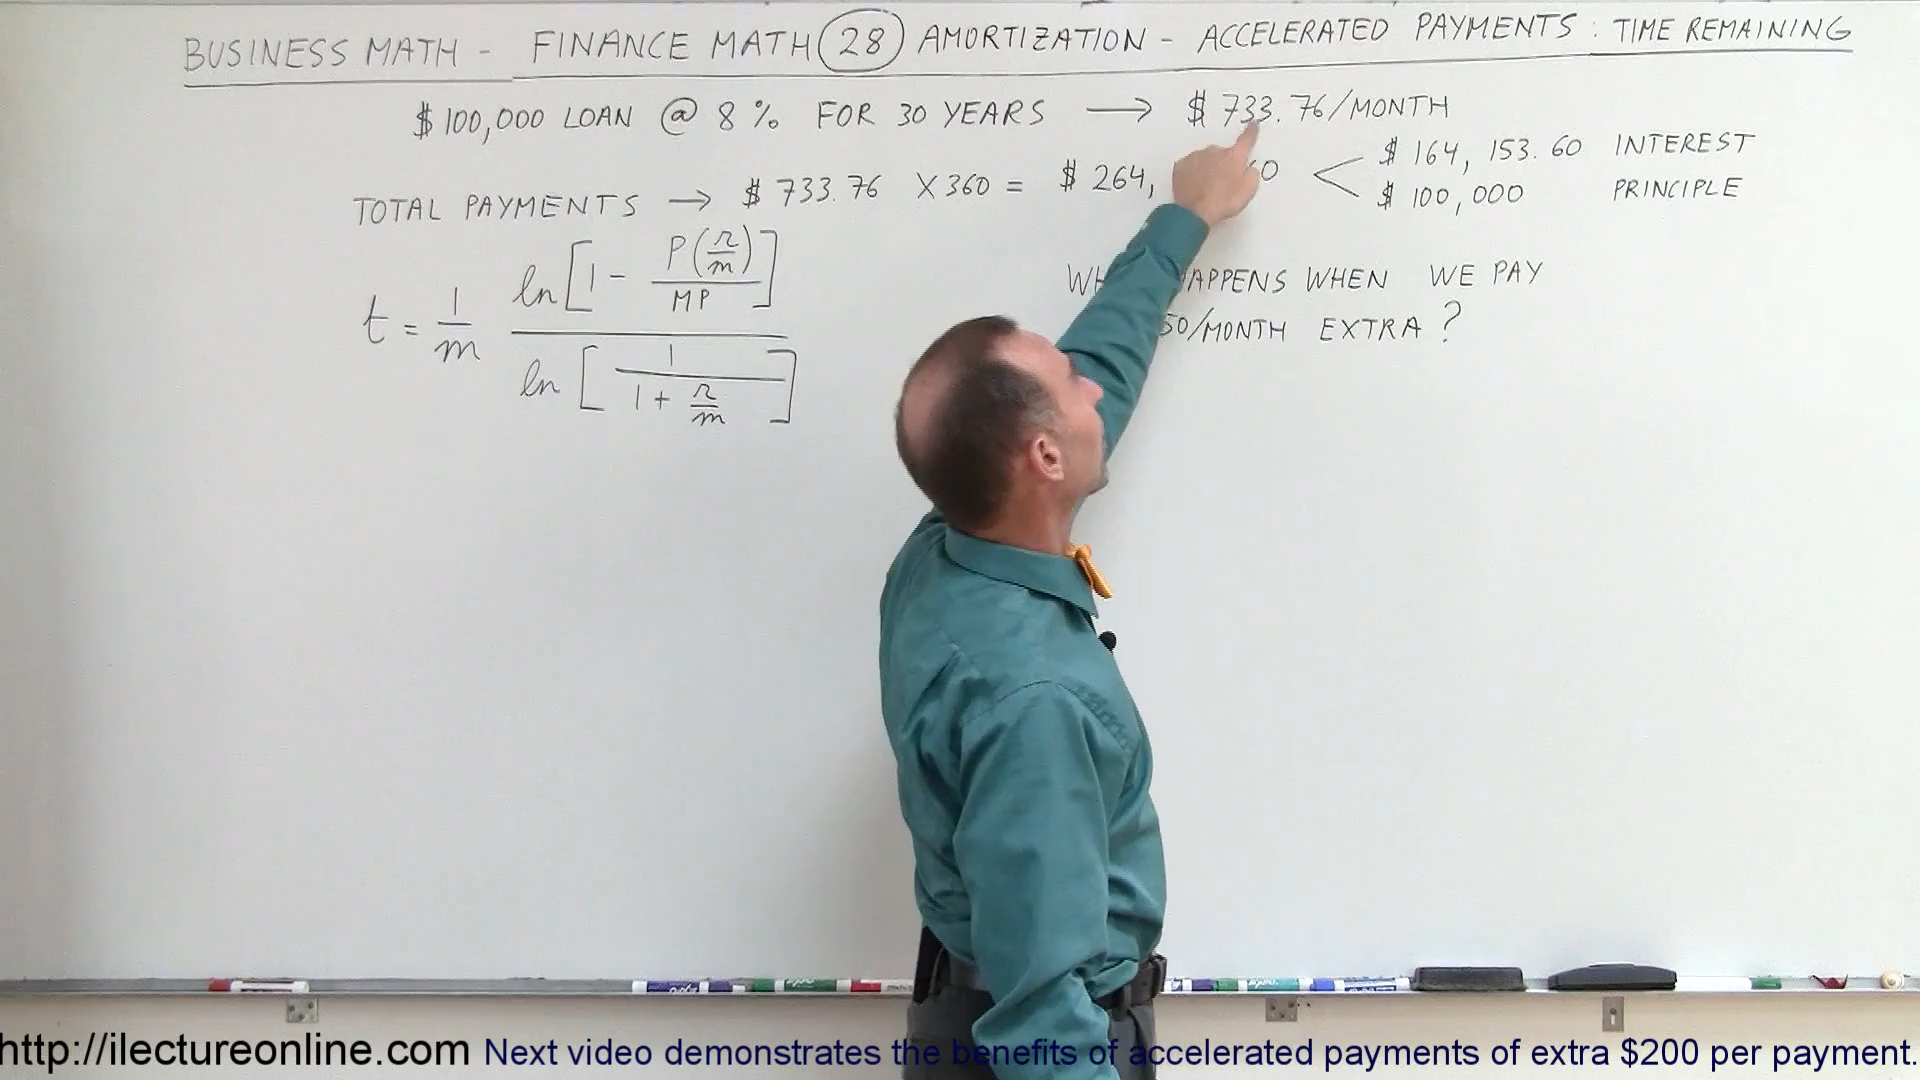 BUSINESS MATH - FINANCE MATH 28 AMORTIZATION - ACCELERATED PAYMENTS : TIME REMAINING
$100,000 LOAN @ 8% FOR 30 YEARS → $ 733.76/MONTH
TOTAL PAYMENTS → $ 733.76 X 360 = $ 264, 60 < $ 164, 153.60 INTEREST
$ 100,000 PRINCIPLE
t = 1/m ln[1 - P(r/m)/MP] / ln[1/(1 + r/m)]
WHEN WE PAY
50/MONTH EXTRA ?
http://ilectureonline.com Next video demonstrates the benefits of accelerated payments of extra $200 per payment.